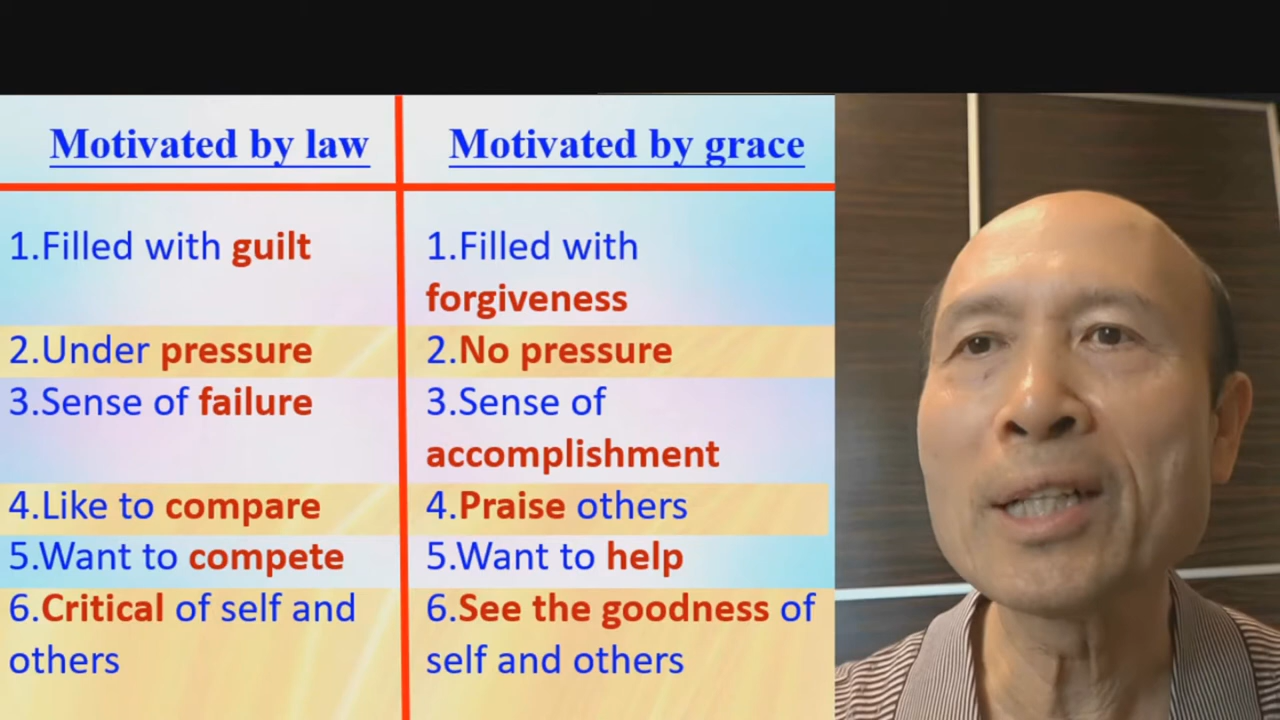 Motivated by law
Motivated by grace
1.Filled with guilt
2.Under pressure
3.Sense of failure
4.Like to compare
5.Want to compete
6.Critical of self and
others
1.Filled with
forgiveness
2.No pressure
3.Sense of
accomplishment
4.Praise others
5.Want to help
6.See the goodness of
self and others